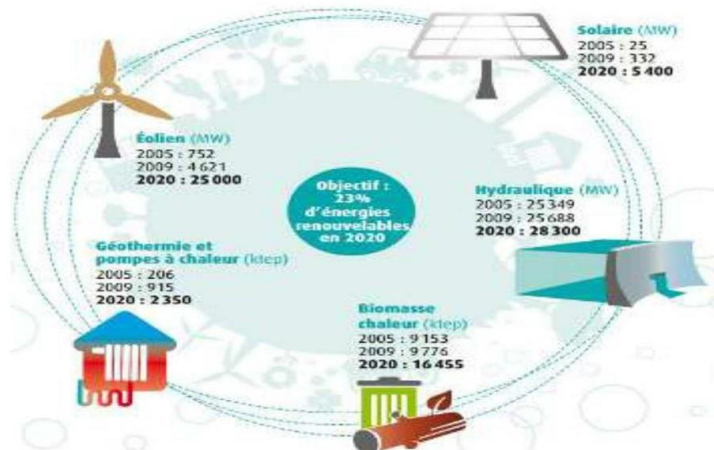 Solaire (MW)
2005 : 25
2009 : 332
2020 : 5 400
Éolien (MW)
2005 : 752
2009 : 4 621
2020 : 25 000
Objectif :
23%
d'énergies
renouvelables
en 2020
Hydraulique (MW)
2005 : 25 349
2009 : 25 688
2020 : 28 300
Géothermie et
pompes à chaleur (ktep)
2005 : 206
2009 : 915
2020 : 2 350
Biomasse
chaleur (ktep)
2005 : 9 153
2009 : 9 776
2020 : 16 455